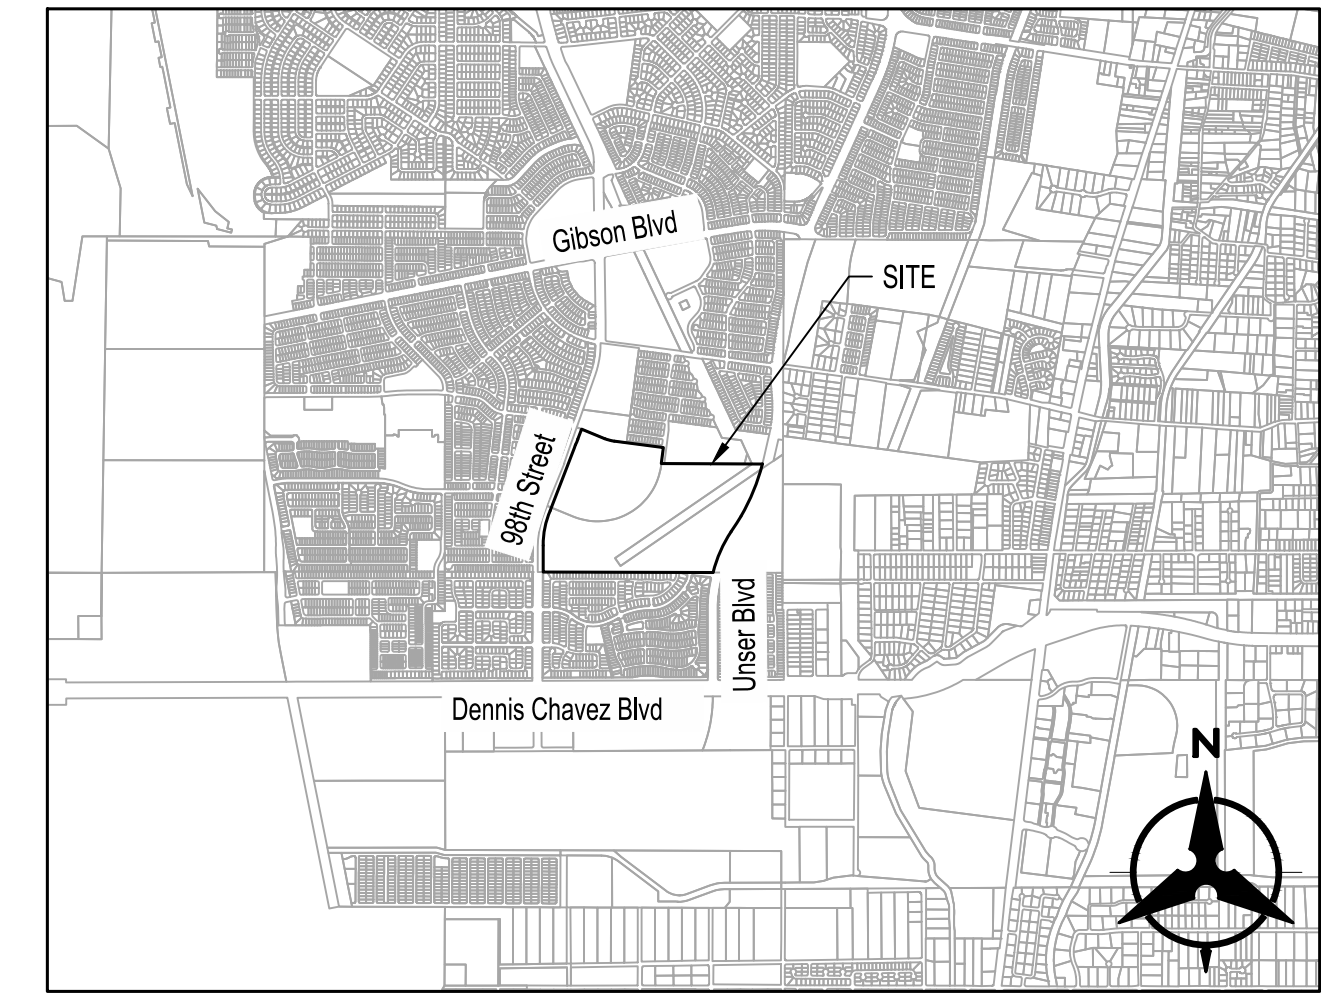 Gibson Blvd
SITE
98th Street
Unser Blvd
Dennis Chavez Blvd
N